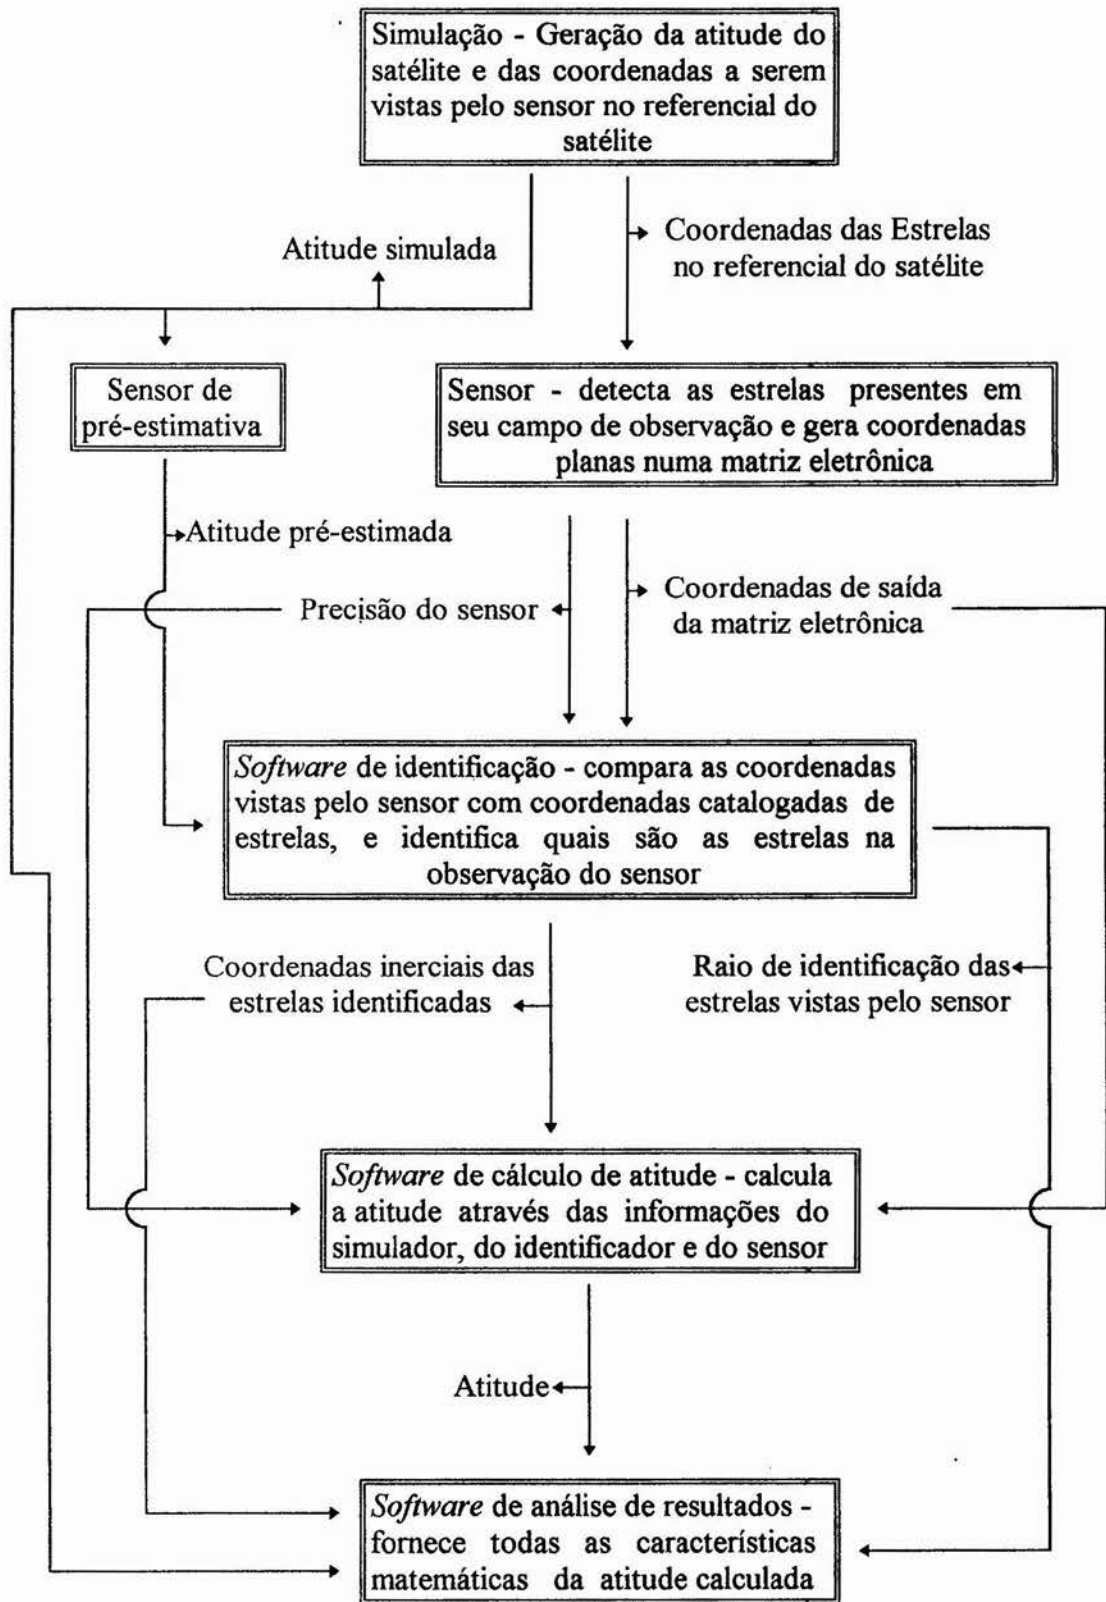 Simulação - Geração da atitude do
satélite e das coordenadas a serem
vistas pelo sensor no referencial do
satélite
Atitude simulada
Coordenadas das Estrelas
no referencial do satélite
Sensor de
pré-estimativa
Sensor - detecta as estrelas presentes em
seu campo de observação e gera coordenadas
planas numa matriz eletrônica
Atitude pré-estimada
Precisão do sensor
Coordenadas de saída
da matriz eletrônica
Software de identificação - compara as coordenadas
vistas pelo sensor com coordenadas catalogadas de
estrelas, e identifica quais são as estrelas na
observação do sensor
Coordenadas inerciais das
estrelas identificadas
Raio de identificação das
estrelas vistas pelo sensor
Software de cálculo de atitude - calcula
a atitude através das informações do
simulador, do identificador e do sensor
Atitude
Software de análise de resultados -
fornece todas as características
matemáticas da atitude calculada